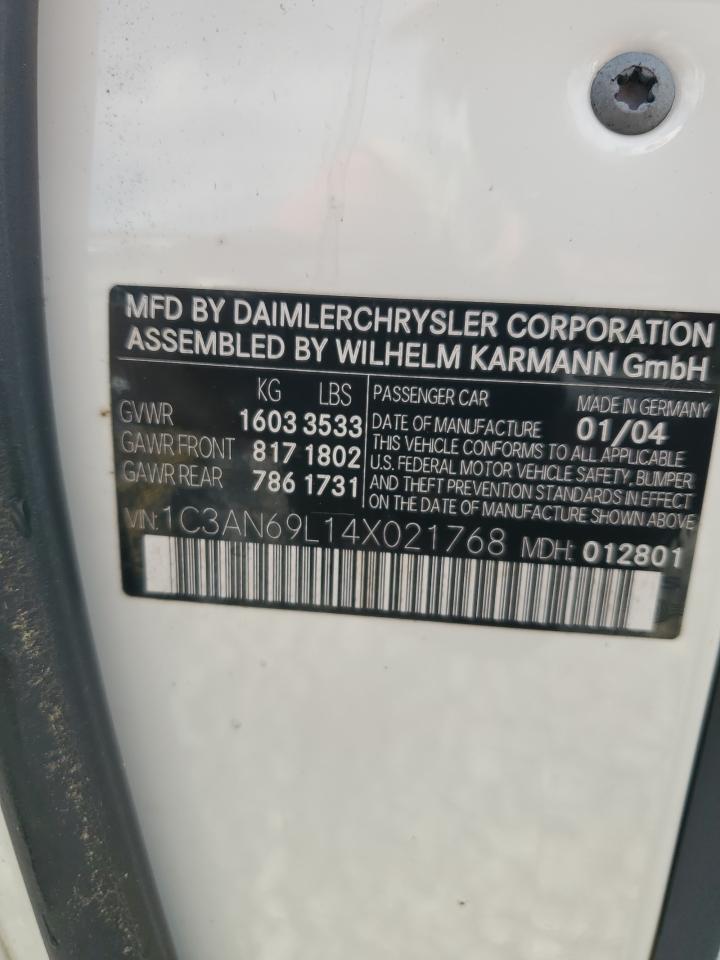 MFD BY DAIMLERCHRYSLER CORPORATION
ASSEMBLED BY WILHELM KARMANN GmbH
KG LBS
GVWR 1603 3533
GAWR FRONT 817 1802
GAWR REAR 786 1731
PASSENGER CAR MADE IN GERMANY
DATE OF MANUFACTURE 01/04
THIS VEHICLE CONFORMS TO ALL APPLICABLE
U.S. FEDERAL MOTOR VEHICLE SAFETY, BUMPER
AND THEFT PREVENTION STANDARDS IN EFFECT
ON THE DATE OF MANUFACTURE SHOWN ABOVE
VIN: 1C3AN69L14X021768 MDH: 012801